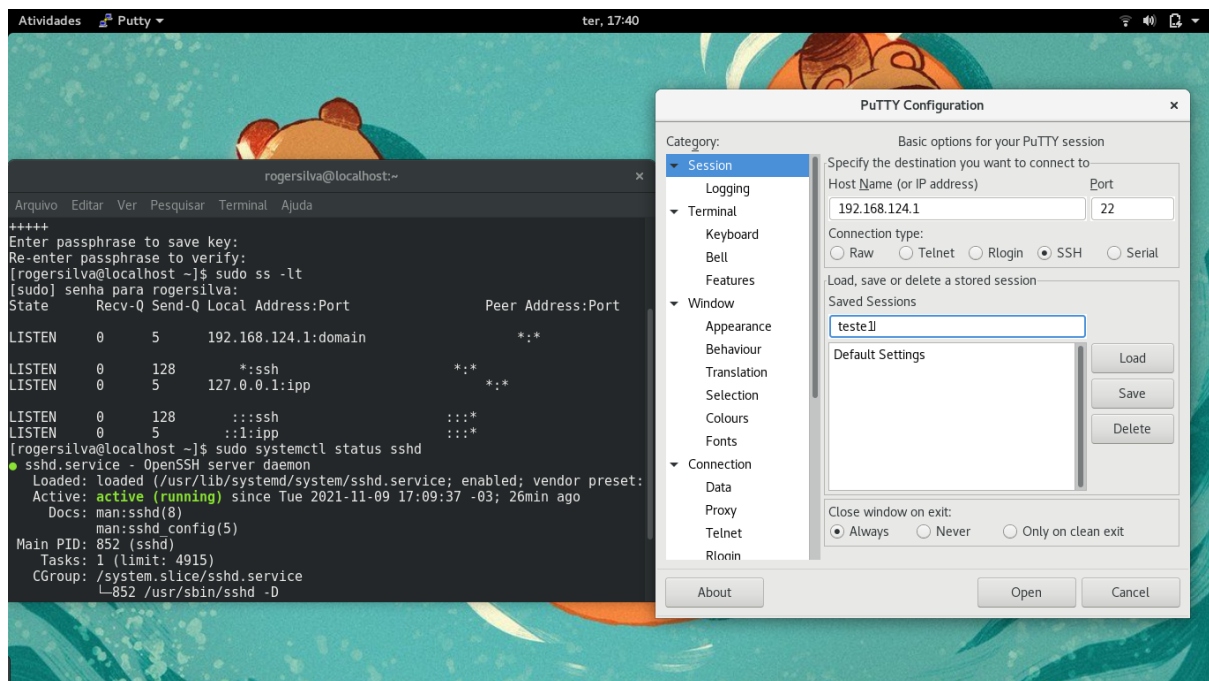 Atividades Putty ter, 17:40
rogersilva@localhost:~
Arquivo Editar Ver Pesquisar Terminal Ajuda
+++++
Enter passphrase to save key:
Re-enter passphrase to verify:
[rogersilva@localhost ~]$ sudo ss -lt
[sudo] senha para rogersilva:
State Recv-Q Send-Q Local Address:Port Peer Address:Port
LISTEN 0 5 192.168.124.1:domain *:*
LISTEN 0 128 *:ssh *:*
LISTEN 0 5 127.0.0.1:ipp *:*
LISTEN 0 128 :::ssh :::*
LISTEN 0 5 ::1:ipp :::*
[rogersilva@localhost ~]$ sudo systemctl status sshd
● sshd.service - OpenSSH server daemon
Loaded: loaded (/usr/lib/systemd/system/sshd.service; enabled; vendor preset:
Active: active (running) since Tue 2021-11-09 17:09:37 -03; 26min ago
Docs: man:sshd(8)
man:sshd_config(5)
Main PID: 852 (sshd)
Tasks: 1 (limit: 4915)
CGroup: /system.slice/sshd.service
└─852 /usr/sbin/sshd -D
PuTTY Configuration
Category:
Session
Logging
Terminal
Keyboard
Bell
Features
Window
Appearance
Behaviour
Translation
Selection
Colours
Fonts
Connection
Data
Proxy
Telnet
Rlogin
Basic options for your PuTTY session
Specify the destination you want to connect to
Host Name (or IP address) Port
192.168.124.1 22
Connection type:
Raw Telnet Rlogin SSH Serial
Load, save or delete a stored session
Saved Sessions
teste1
Default Settings
Load
Save
Delete
Close window on exit:
Always Never Only on clean exit
About Open Cancel